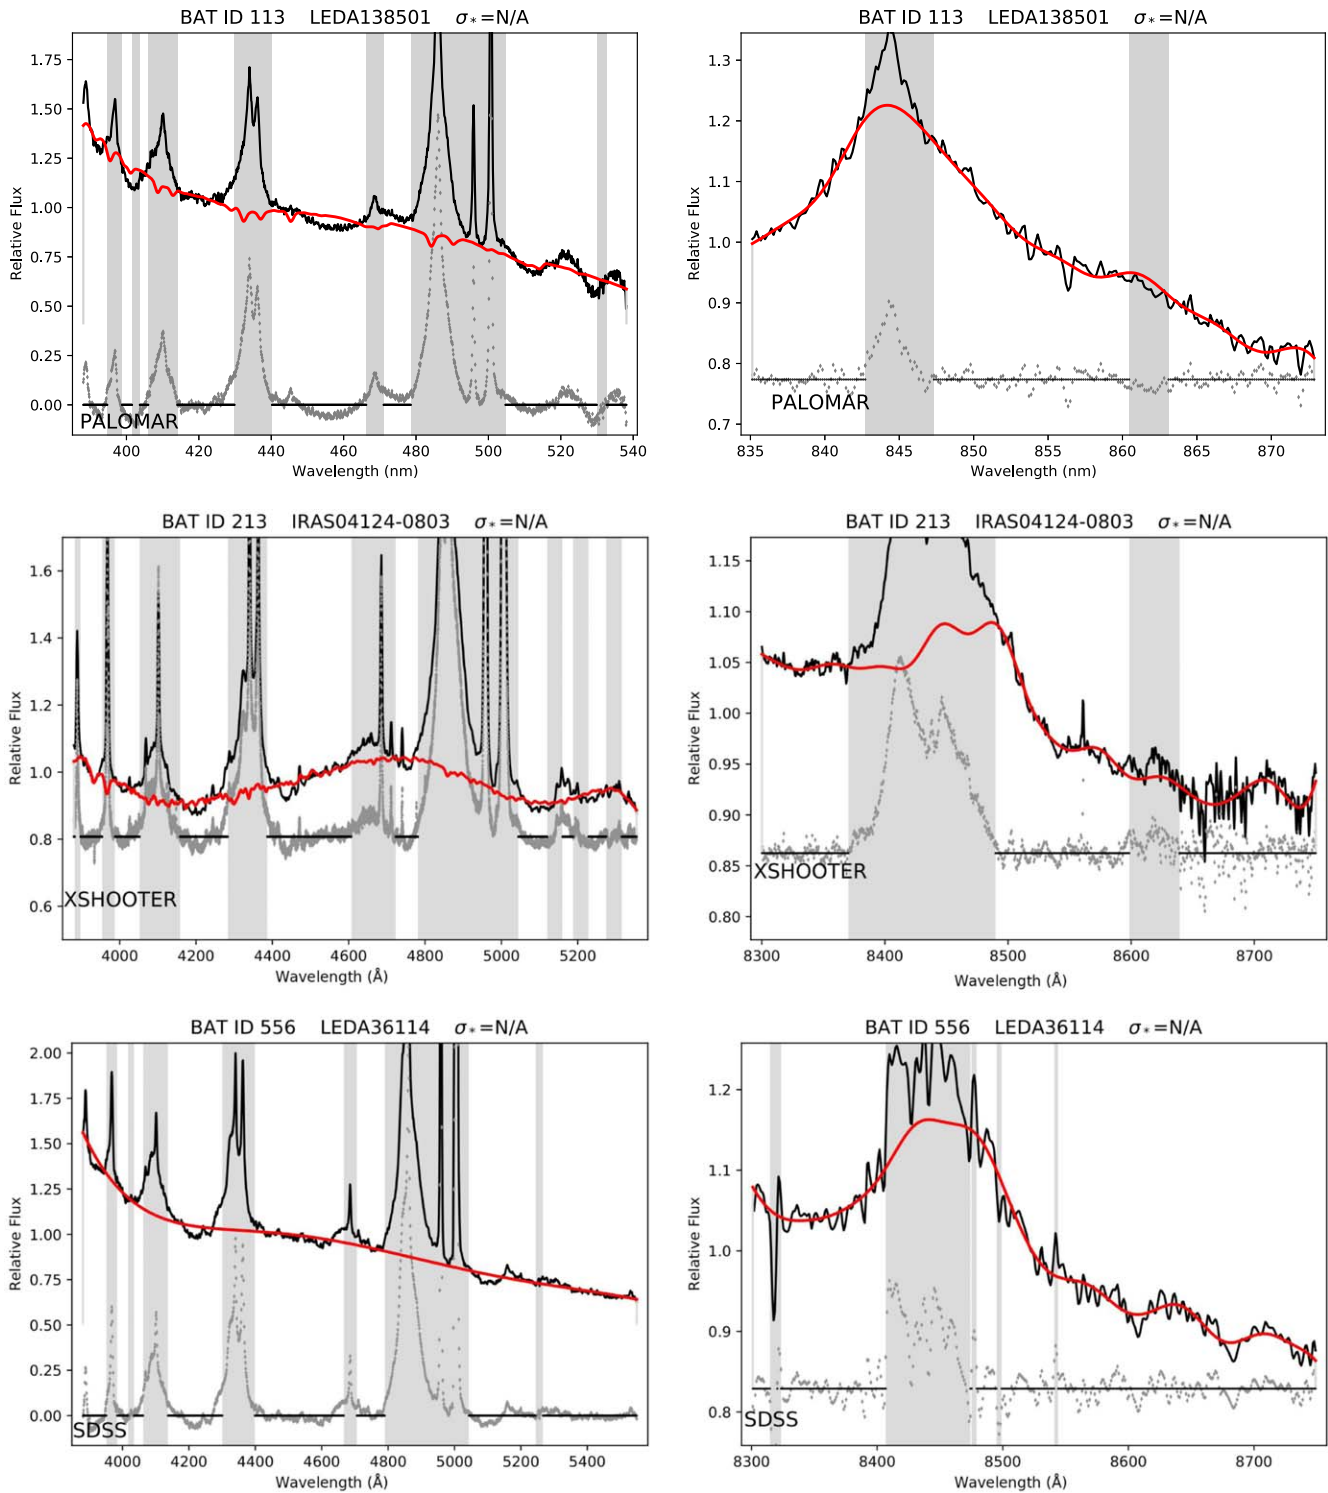 BAT ID 113 LEDA138501 σ*=N/A
Relative Flux
1.75
1.50
1.25
1.00
0.75
0.50
0.25
0.00
PALOMAR
400 420 440 460 480 500 520 540
Wavelength (nm)
BAT ID 113 LEDA138501 σ*=N/A
Relative Flux
1.3
1.2
1.1
1.0
0.9
0.8
0.7
PALOMAR
835 840 845 850 855 860 865 870
Wavelength (nm)
BAT ID 213 IRAS04124-0803 σ*=N/A
Relative Flux
1.6
1.4
1.2
1.0
0.8
0.6
XSHOOTER
4000 4200 4400 4600 4800 5000 5200
Wavelength (Å)
BAT ID 213 IRAS04124-0803 σ*=N/A
Relative Flux
1.15
1.10
1.05
1.00
0.95
0.90
0.85
0.80
XSHOOTER
8300 8400 8500 8600 8700
Wavelength (Å)
BAT ID 556 LEDA36114 σ*=N/A
Relative Flux
2.00
1.75
1.50
1.25
1.00
0.75
0.50
0.25
0.00
SDSS
4000 4200 4400 4600 4800 5000 5200 5400
Wavelength (Å)
BAT ID 556 LEDA36114 σ*=N/A
Relative Flux
1.2
1.1
1.0
0.9
0.8
SDSS
8300 8400 8500 8600 8700
Wavelength (Å)